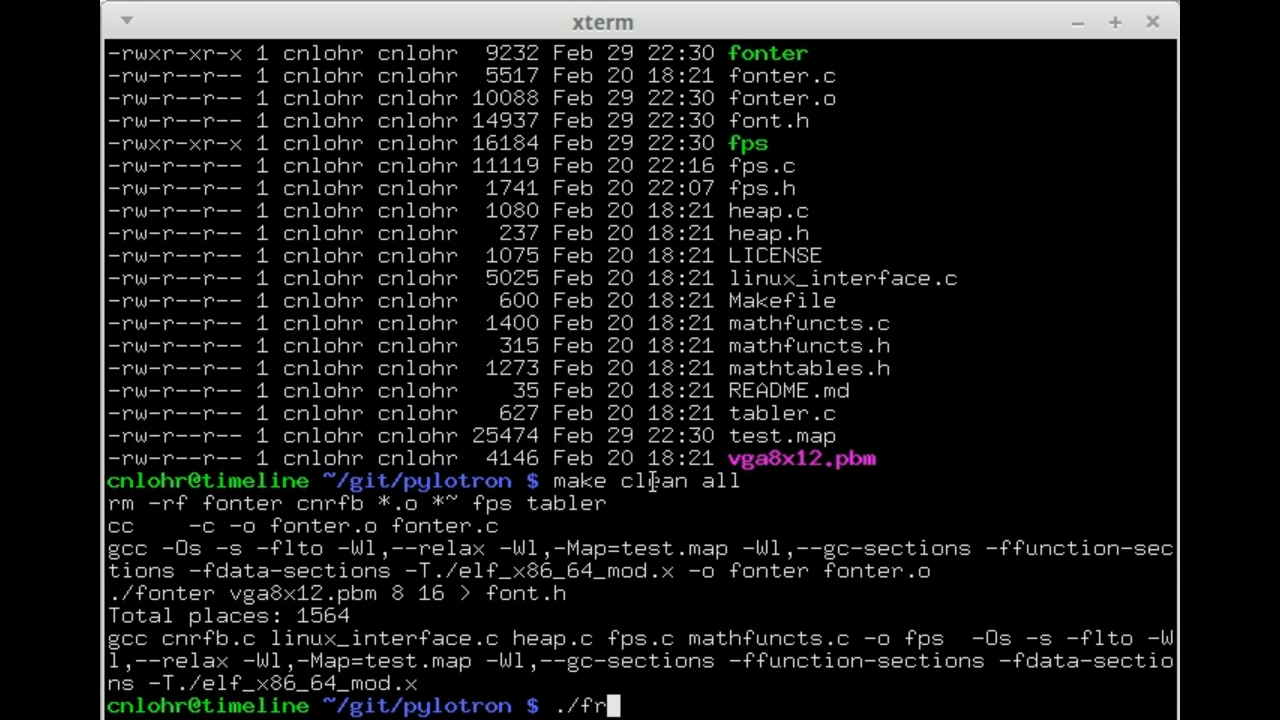 xterm
-rwxr-xr-x 1 cnlohr cnlohr  9232 Feb 29 22:30 fonter
-rw-r--r-- 1 cnlohr cnlohr  5517 Feb 20 18:21 fonter.c
-rw-r--r-- 1 cnlohr cnlohr 10088 Feb 29 22:30 fonter.o
-rw-r--r-- 1 cnlohr cnlohr 14937 Feb 29 22:30 font.h
-rwxr-xr-x 1 cnlohr cnlohr 16184 Feb 29 22:30 fps
-rw-r--r-- 1 cnlohr cnlohr 11119 Feb 20 22:16 fps.c
-rw-r--r-- 1 cnlohr cnlohr  1741 Feb 20 22:07 fps.h
-rw-r--r-- 1 cnlohr cnlohr  1080 Feb 20 18:21 heap.c
-rw-r--r-- 1 cnlohr cnlohr   237 Feb 20 18:21 heap.h
-rw-r--r-- 1 cnlohr cnlohr  1075 Feb 20 18:21 LICENSE
-rw-r--r-- 1 cnlohr cnlohr  5025 Feb 20 18:21 linux_interface.c
-rw-r--r-- 1 cnlohr cnlohr   600 Feb 20 18:21 Makefile
-rw-r--r-- 1 cnlohr cnlohr  1400 Feb 20 18:21 mathfuncts.c
-rw-r--r-- 1 cnlohr cnlohr   315 Feb 20 18:21 mathfuncts.h
-rw-r--r-- 1 cnlohr cnlohr  1273 Feb 20 18:21 mathtables.h
-rw-r--r-- 1 cnlohr cnlohr    35 Feb 20 18:21 README.md
-rw-r--r-- 1 cnlohr cnlohr   627 Feb 20 18:21 tabler.c
-rw-r--r-- 1 cnlohr cnlohr 25474 Feb 29 22:30 test.map
-rw-r--r-- 1 cnlohr cnlohr  4146 Feb 20 18:21 vga8x12.pbm
cnlohr@timeline ~/git/pylotron $ make clean all
rm -rf fonter cnrfb *.o *~ fps tabler
cc    -c -o fonter.o fonter.c
gcc -Os -s -flto -Wl,--relax -Wl,-Map=test.map -Wl,--gc-sections -ffunction-sec
tions -fdata-sections -T./elf_x86_64_mod.x -o fonter fonter.o
./fonter vga8x12.pbm 8 16 > font.h
Total places: 1564
gcc cnrfb.c linux_interface.c heap.c fps.c mathfuncts.c -o fps  -Os -s -flto -W
l,--relax -Wl,-Map=test.map -Wl,--gc-sections -ffunction-sections -fdata-sectio
ns -T./elf_x86_64_mod.x
cnlohr@timeline ~/git/pylotron $ ./fr